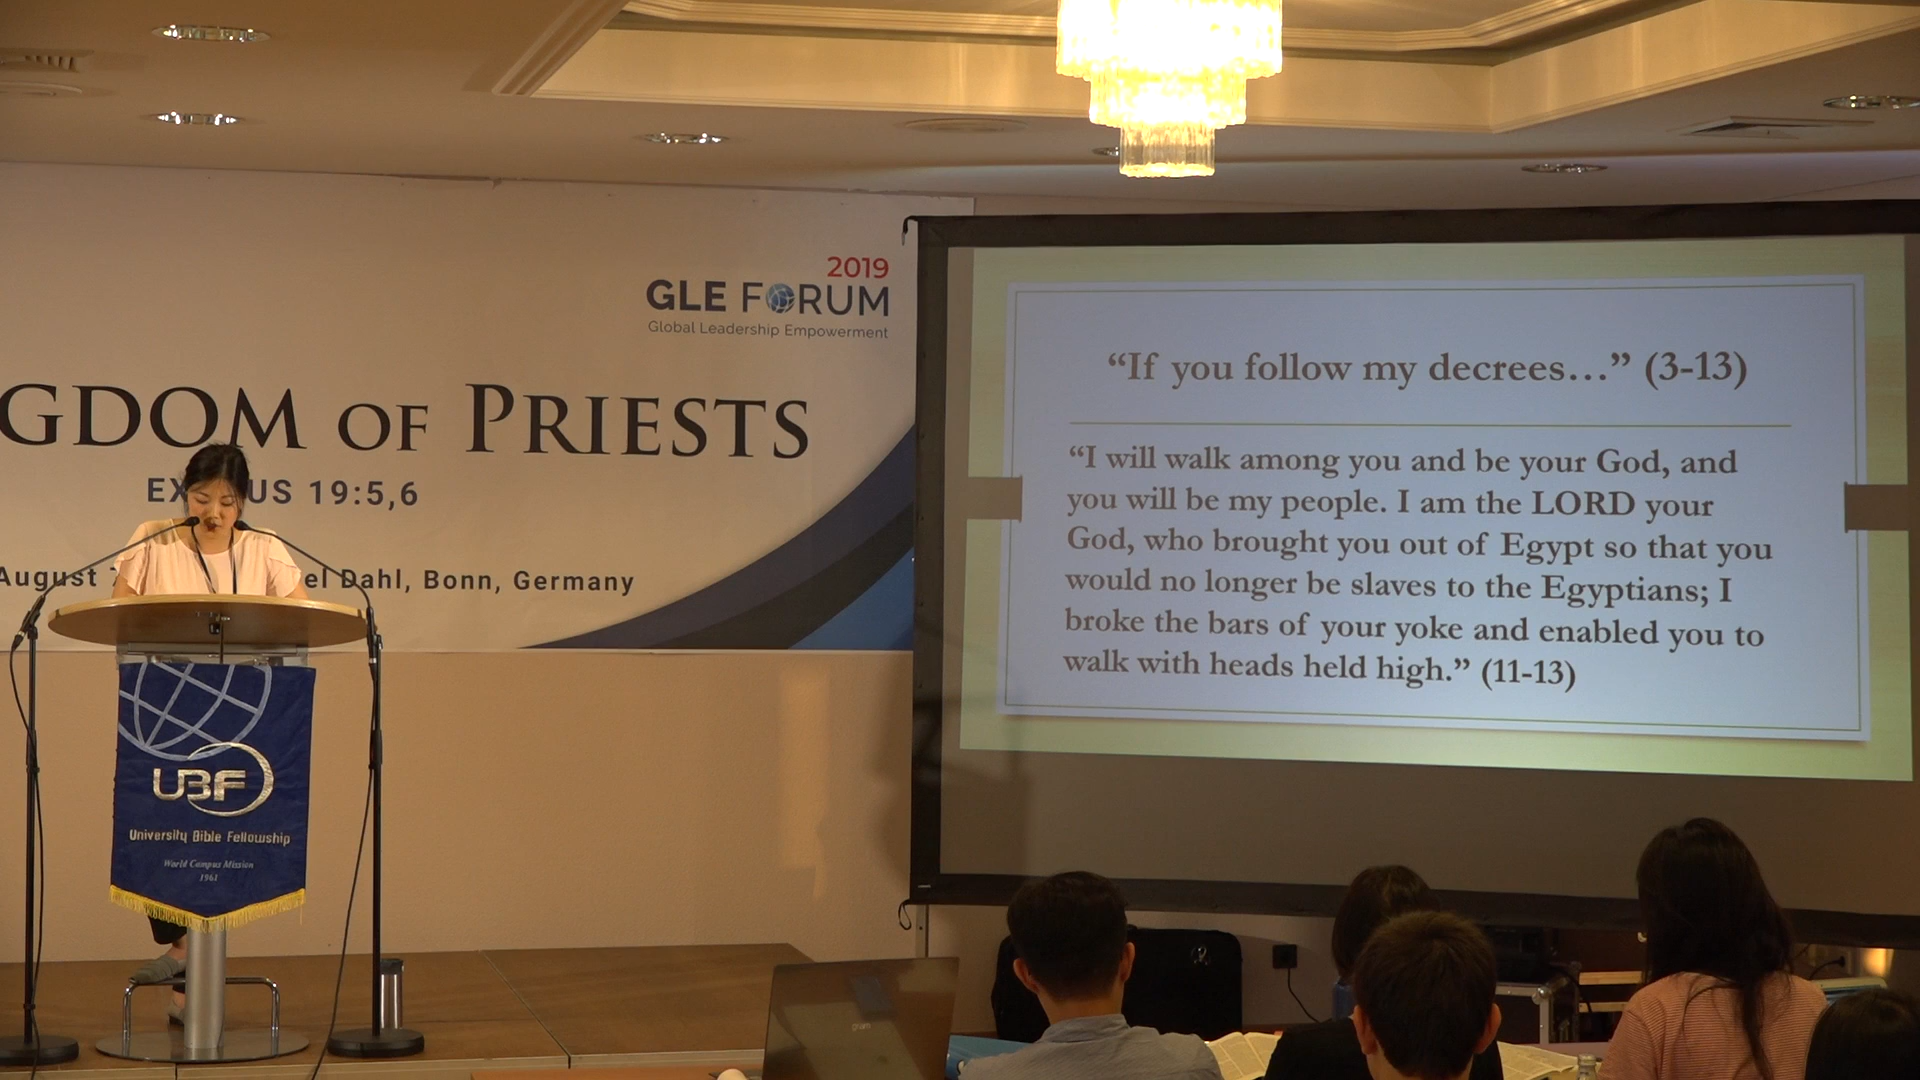 2019
GLE FORUM
Global Leadership Empowerment
GDOM OF PRIESTS
EX US 19:5,6
August 7 el Dahl, Bonn, Germany
UBF
University Bible Fellowship
World Campus Mission
1961
“If you follow my decrees…” (3-13)
“I will walk among you and be your God, and
you will be my people. I am the LORD your
God, who brought you out of Egypt so that you
would no longer be slaves to the Egyptians; I
broke the bars of your yoke and enabled you to
walk with heads held high.” (11-13)
gram